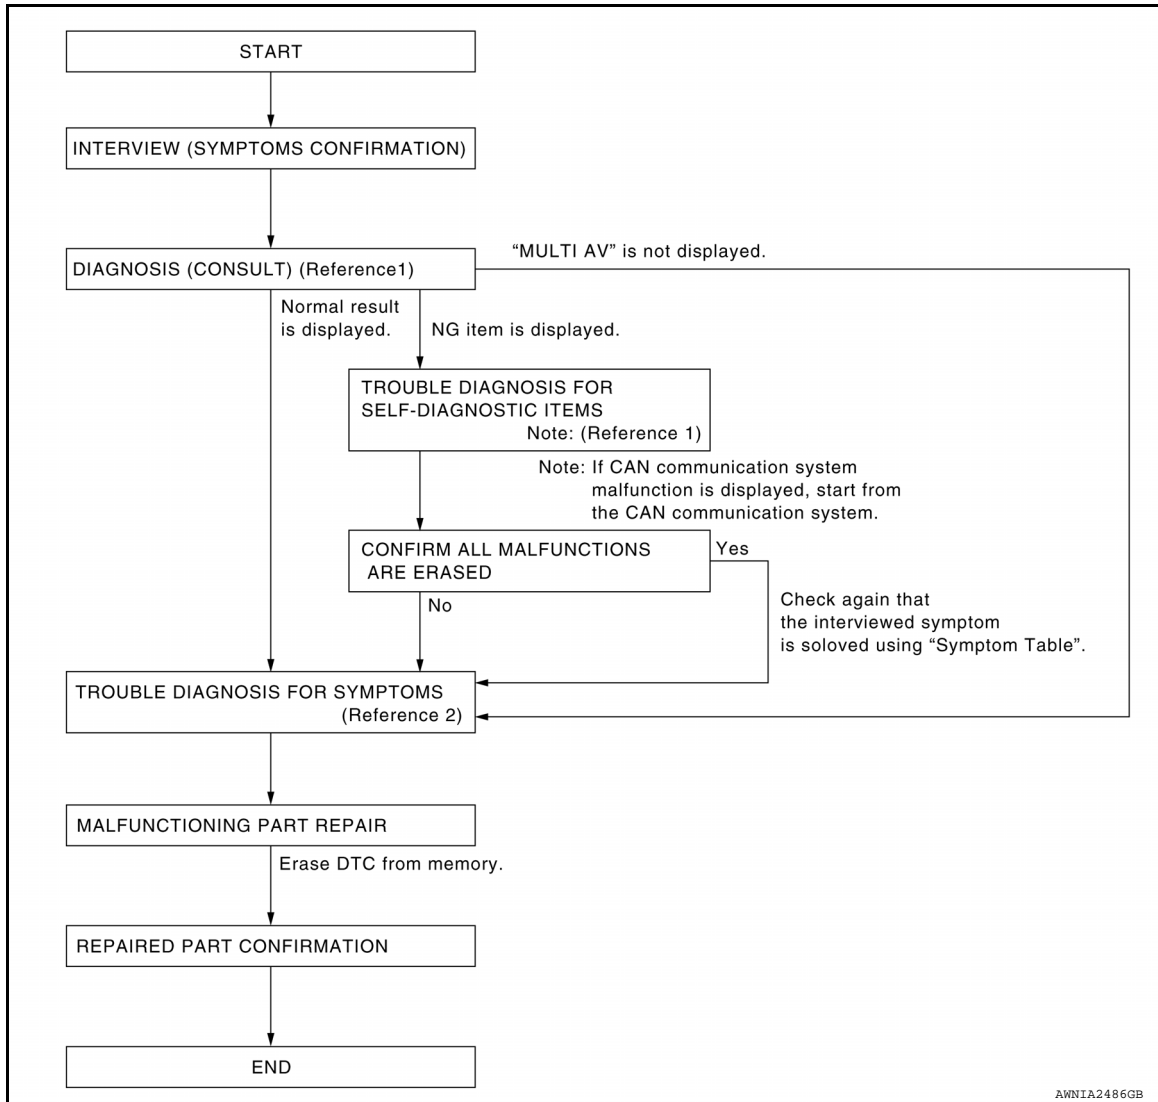 START
INTERVIEW (SYMPTOMS CONFIRMATION)
DIAGNOSIS (CONSULT) (Reference1)
“MULTI AV” is not displayed.
Normal result
is displayed.
NG item is displayed.
TROUBLE DIAGNOSIS FOR
SELF-DIAGNOSTIC ITEMS
Note: (Reference 1)
Note: If CAN communication system
malfunction is displayed, start from
the CAN communication system.
CONFIRM ALL MALFUNCTIONS
ARE ERASED
Yes
No
Check again that
the interviewed symptom
is soloved using “Symptom Table”.
TROUBLE DIAGNOSIS FOR SYMPTOMS
(Reference 2)
MALFUNCTIONING PART REPAIR
Erase DTC from memory.
REPAIRED PART CONFIRMATION
END
AWNIA2486GB